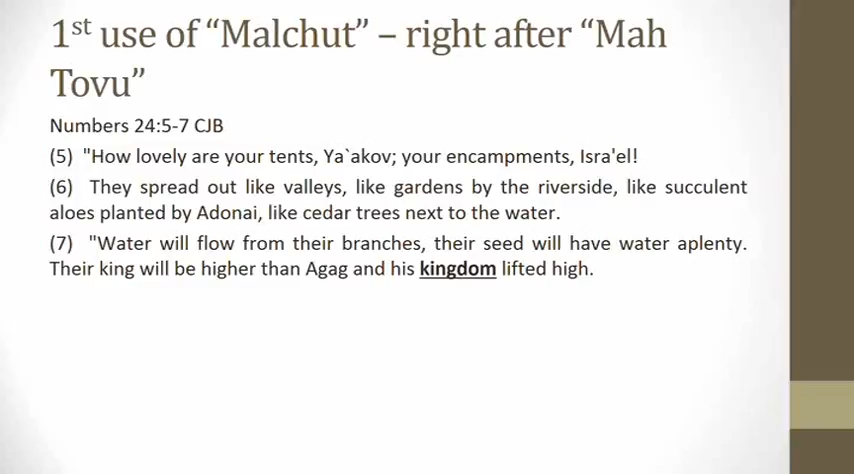 1st use of “Malchut” – right after “Mah
Tovu”
Numbers 24:5-7 CJB
(5) "How lovely are your tents, Ya`akov; your encampments, Isra'el!
(6) They spread out like valleys, like gardens by the riverside, like succulent
aloes planted by Adonai, like cedar trees next to the water.
(7) "Water will flow from their branches, their seed will have water aplenty.
Their king will be higher than Agag and his kingdom lifted high.